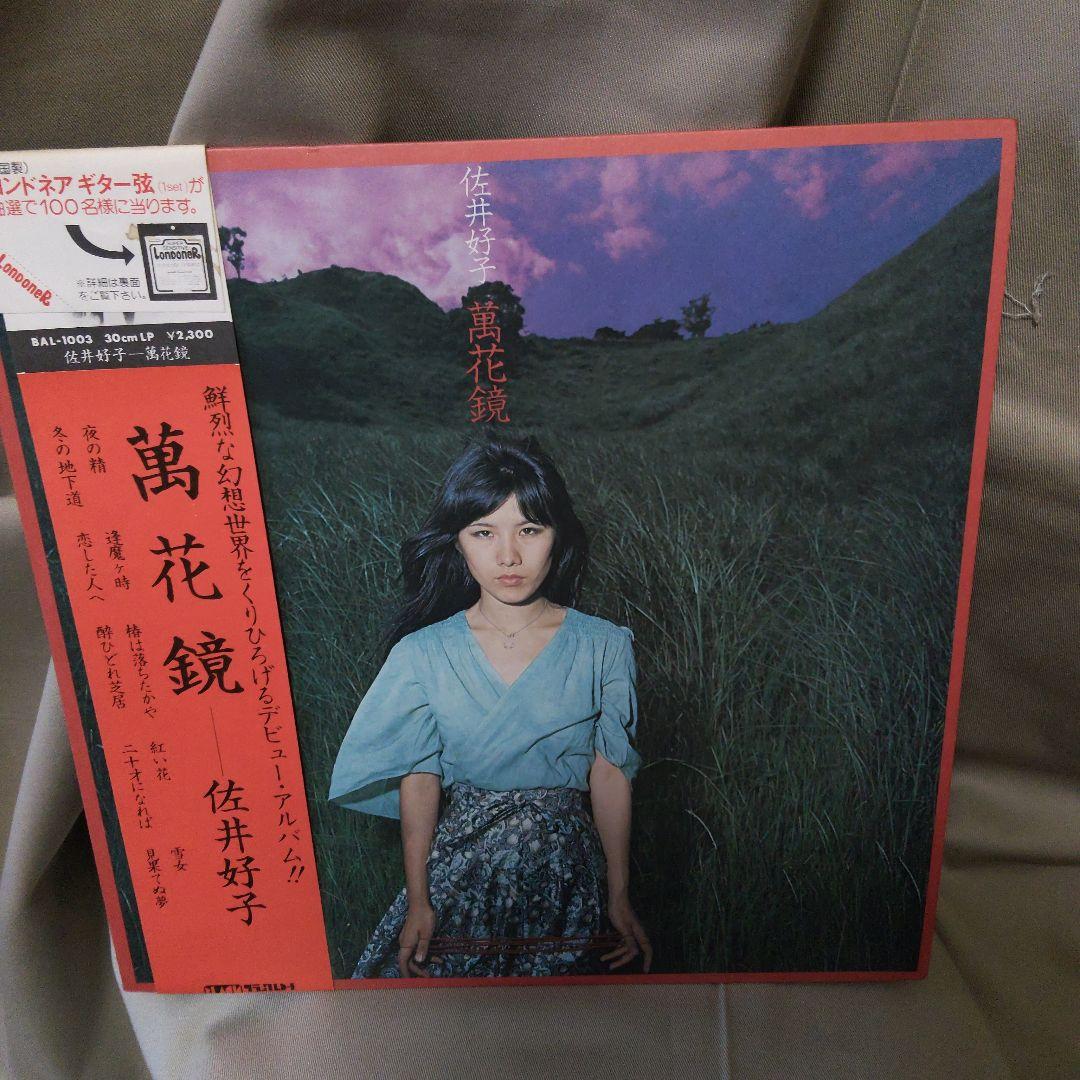 国製)
ンドネア ギター弦(1set)が
選で100名様に当ります。
SUPER
SENSITIVE
LONDONER
※詳細は裏面
をご覧下さい。
LONDONER
BAL-1003 30cmLP ¥2,300
佐井好子—萬花鏡
鮮烈な幻想世界をくりひろげるデビュー・アルバム!!
萬花鏡——佐井好子
夜の精
冬の地下道
逢魔ヶ時
恋した人へ
椿は落ちたかや
酔ひどれ芝居
紅い花
二十才になれば
雪女
見果てぬ夢
佐井好子
萬花鏡